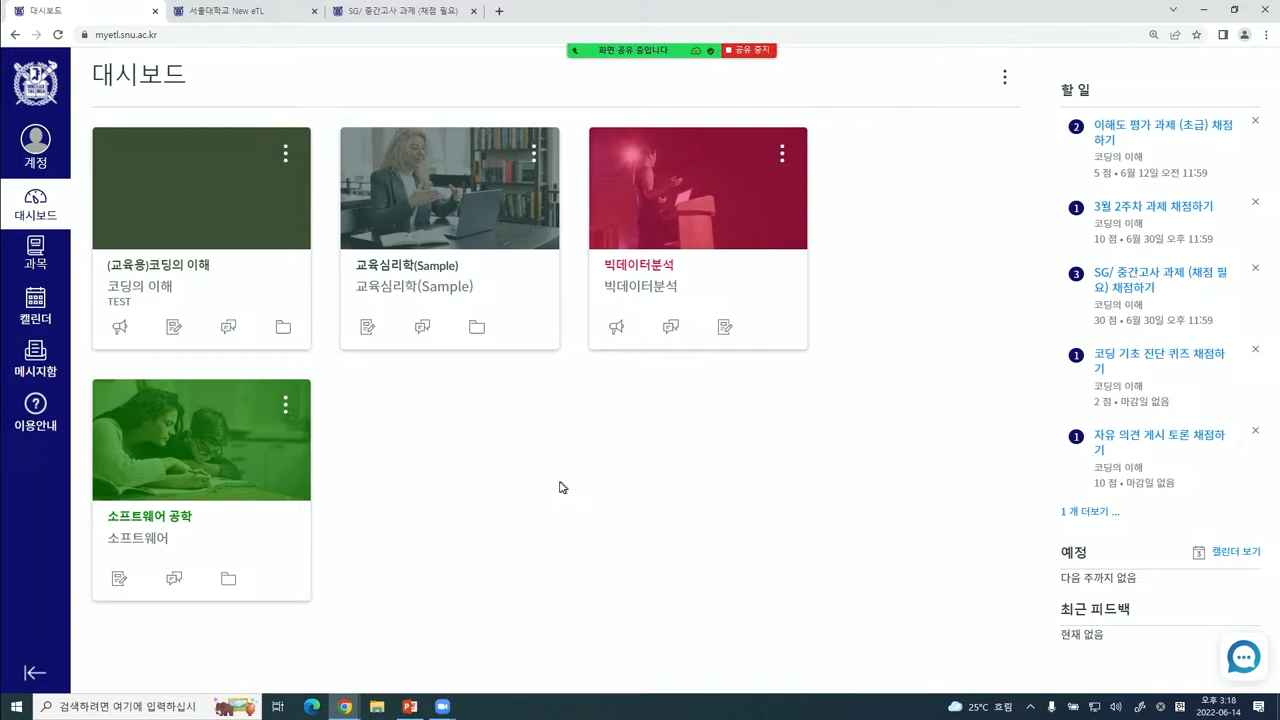 대시보드
서울대학교 New eTL
SG/ 중간고사 과제 (채점 필요)
myetl.snu.ac.kr
화면 공유 중입니다
공유 중지
계정
대시보드
과목
캘린더
메시지함
이용안내
대시보드
(교육용)코딩의 이해
코딩의 이해
TEST
교육심리학(Sample)
교육심리학(Sample)
빅데이터분석
빅데이터분석
소프트웨어 공학
소프트웨어
할 일
2
이해도 평가 과제 (초급) 채점
하기
코딩의 이해
5 점 • 6월 12일 오전 11:59
1
3월 2주차 과제 채점하기
코딩의 이해
10 점 • 6월 30일 오후 11:59
3
SG/ 중간고사 과제 (채점 필
요) 채점하기
코딩의 이해
30 점 • 6월 30일 오후 11:59
1
코딩 기초 진단 퀴즈 채점하
기
코딩의 이해
2 점 • 마감일 없음
1
자유 의견 게시 토론 채점하
기
코딩의 이해
10 점 • 마감일 없음
1 개 더보기 ...
예정
캘린더 보기
다음 주까지 없음
최근 피드백
현재 없음
검색하려면 여기에 입력하십시
25°C 흐림
오후 3:18
2022-06-14